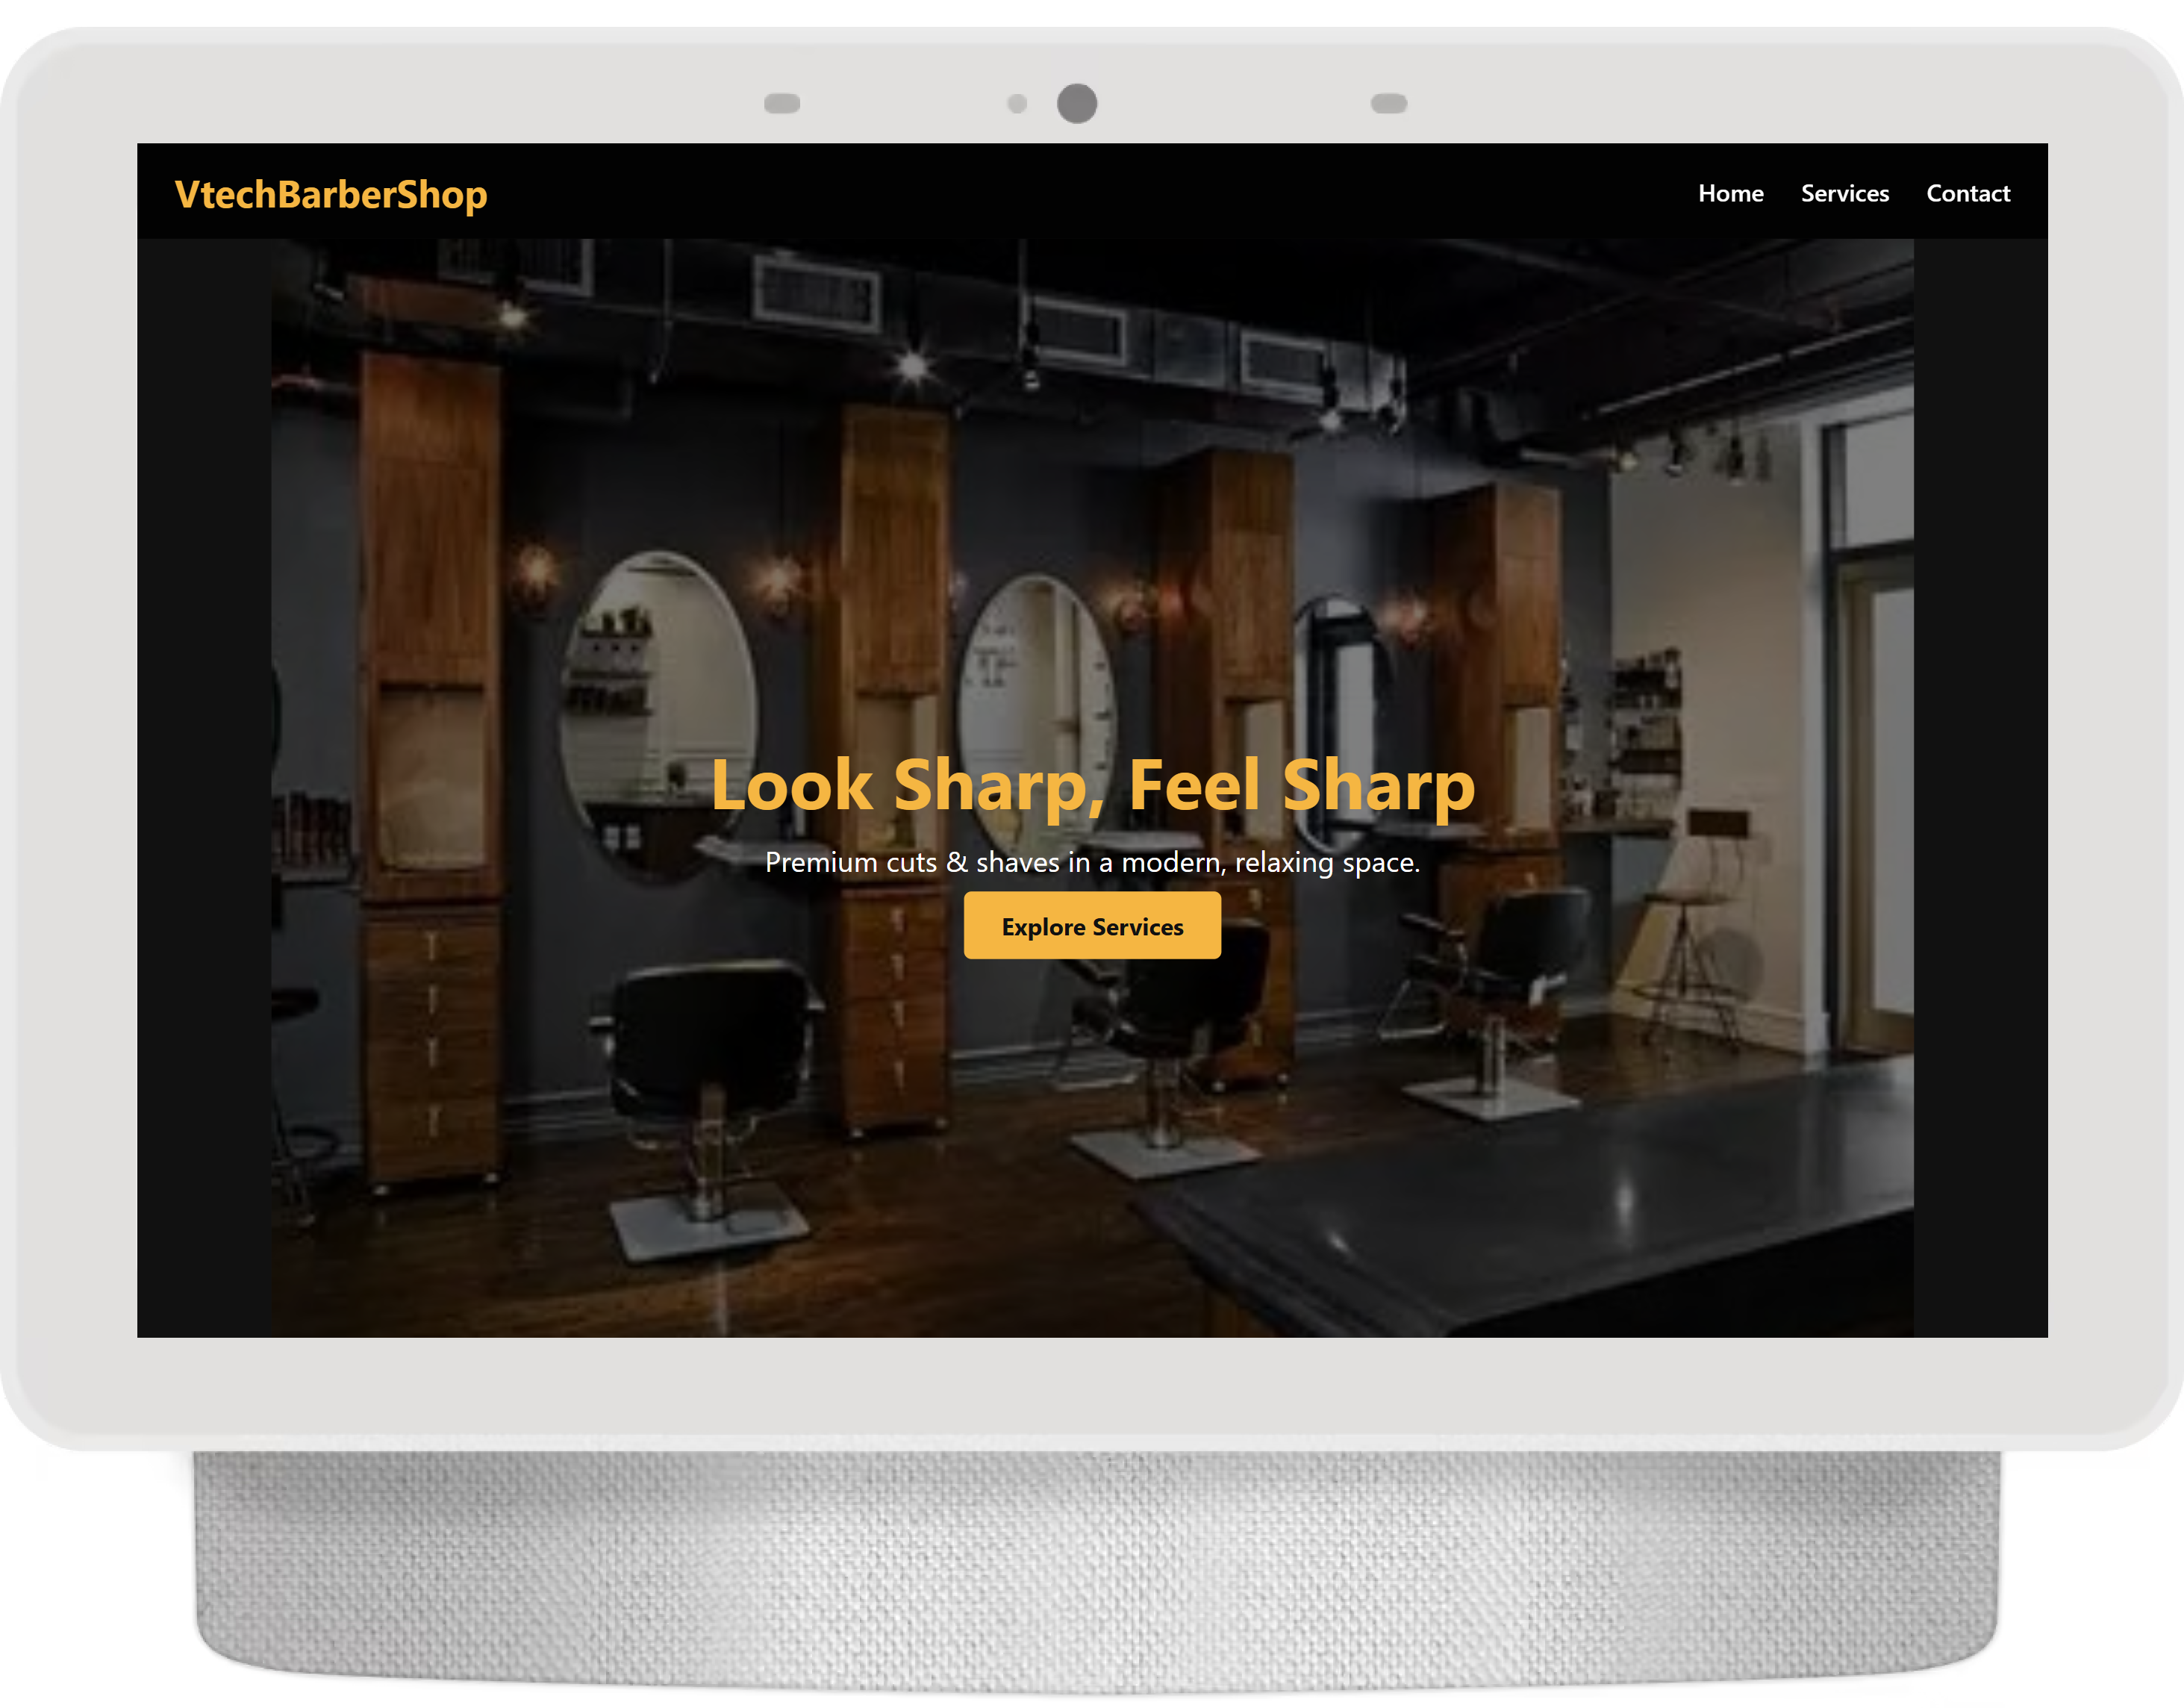 VtechBarberShop
Home Services Contact
Look Sharp, Feel Sharp
Premium cuts & shaves in a modern, relaxing space.
Explore Services